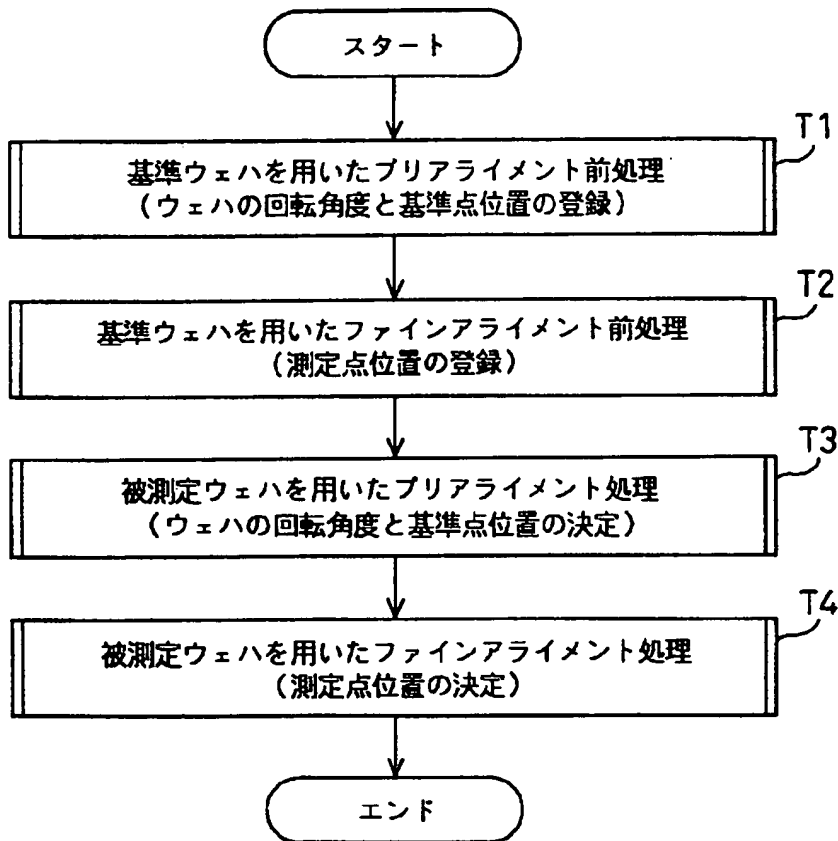 スタート
T1
基準ウェハを用いたプリアライメント前処理
(ウェハの回転角度と基準点位置の登録)
T2
基準ウェハを用いたファインアライメント前処理
(測定点位置の登録)
T3
被測定ウェハを用いたプリアライメント処理
(ウェハの回転角度と基準点位置の決定)
T4
被測定ウェハを用いたファインアライメント処理
(測定点位置の決定)
エンド